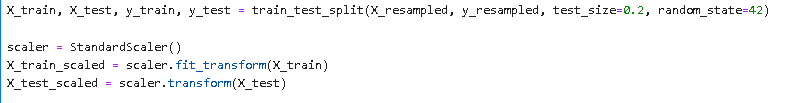 X_train, X_test, y_train, y_test = train_test_split(X_resampled, y_resampled, test_size=0.2, random_state=42)
scaler = StandardScaler()
X_train_scaled = scaler.fit_transform(X_train)
X_test_scaled = scaler.transform(X_test)